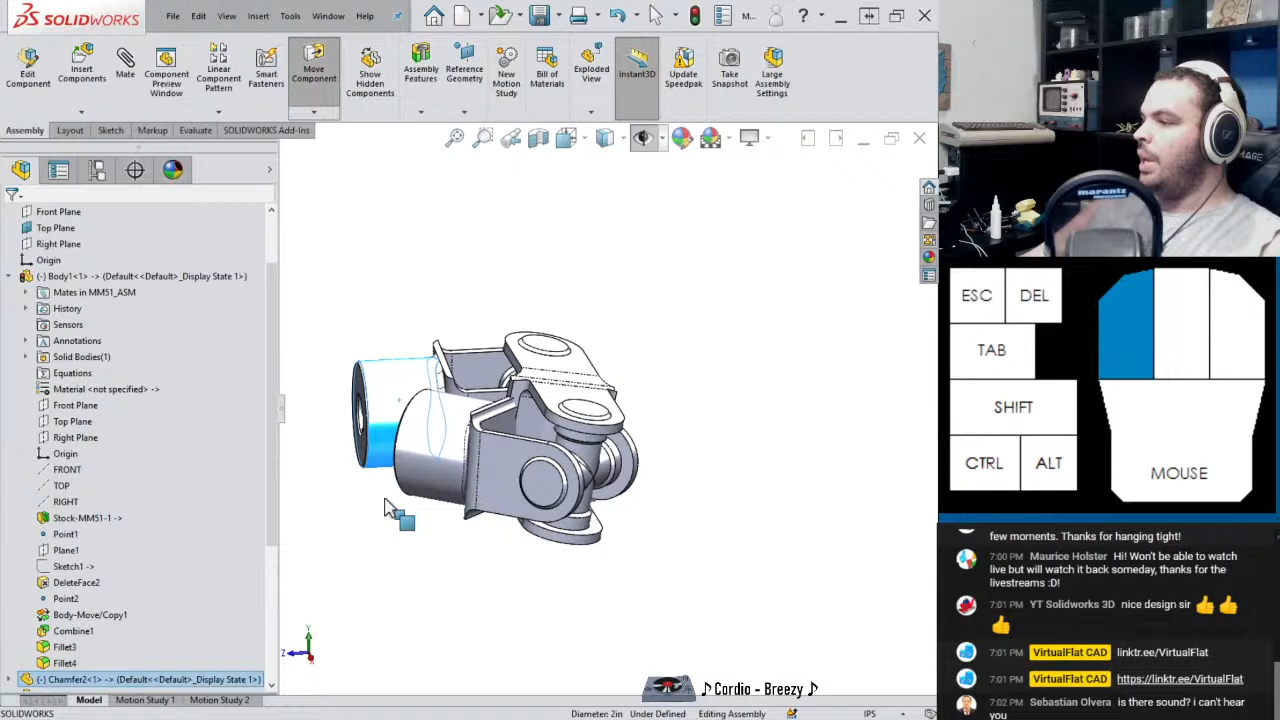 SOLIDWORKS
File Edit View Insert Tools Window Help
M...
Edit Component
Insert Components
Mate
Component Preview Window
Linear Component Pattern
Smart Fasteners
Move Component
Show Hidden Components
Assembly Features
Reference Geometry
New Motion Study
Bill of Materials
Exploded View
Instant3D
Update Speedpak
Take Snapshot
Large Assembly Settings
Assembly Layout Sketch Markup Evaluate SOLIDWORKS Add-Ins
Front Plane
Top Plane
Right Plane
Origin
(-) Body1<1> -> (Default<<Default>_Display State 1>)
Mates in MM51_ASM
History
Sensors
Annotations
Solid Bodies(1)
Equations
Material <not specified> ->
Front Plane
Top Plane
Right Plane
Origin
FRONT
TOP
RIGHT
Stock-MM51-1 ->
Point1
Plane1
Sketch1 ->
DeleteFace2
Point2
Body-Move/Copy1
Combine1
Fillet3
Fillet4
(-) Chamfer2<1> -> (Default<<Default>_Display State 1>)
Y
Z
X
Model Motion Study 1 Motion Study 2
♪Cordio - Breezy ♪
SOLIDWORKS
Diameter: 2in Under Defined Editing Assembly IPS
marantz
ESC DEL
TAB
SHIFT
CTRL ALT
MOUSE
few moments. Thanks for hanging tight!
7:00 PM Maurice Holster Hi! Won't be able to watch
live but will watch it back someday, thanks for the
livestreams :D!
7:01 PM YT Solidworks 3D nice design sir 👍👍
👍
7:01 PM VirtualFlat CAD linktr.ee/VirtualFlat
7:01 PM VirtualFlat CAD https://linktr.ee/VirtualFlat
7:02 PM Sebastian Olvera is there sound? i can't hear
you